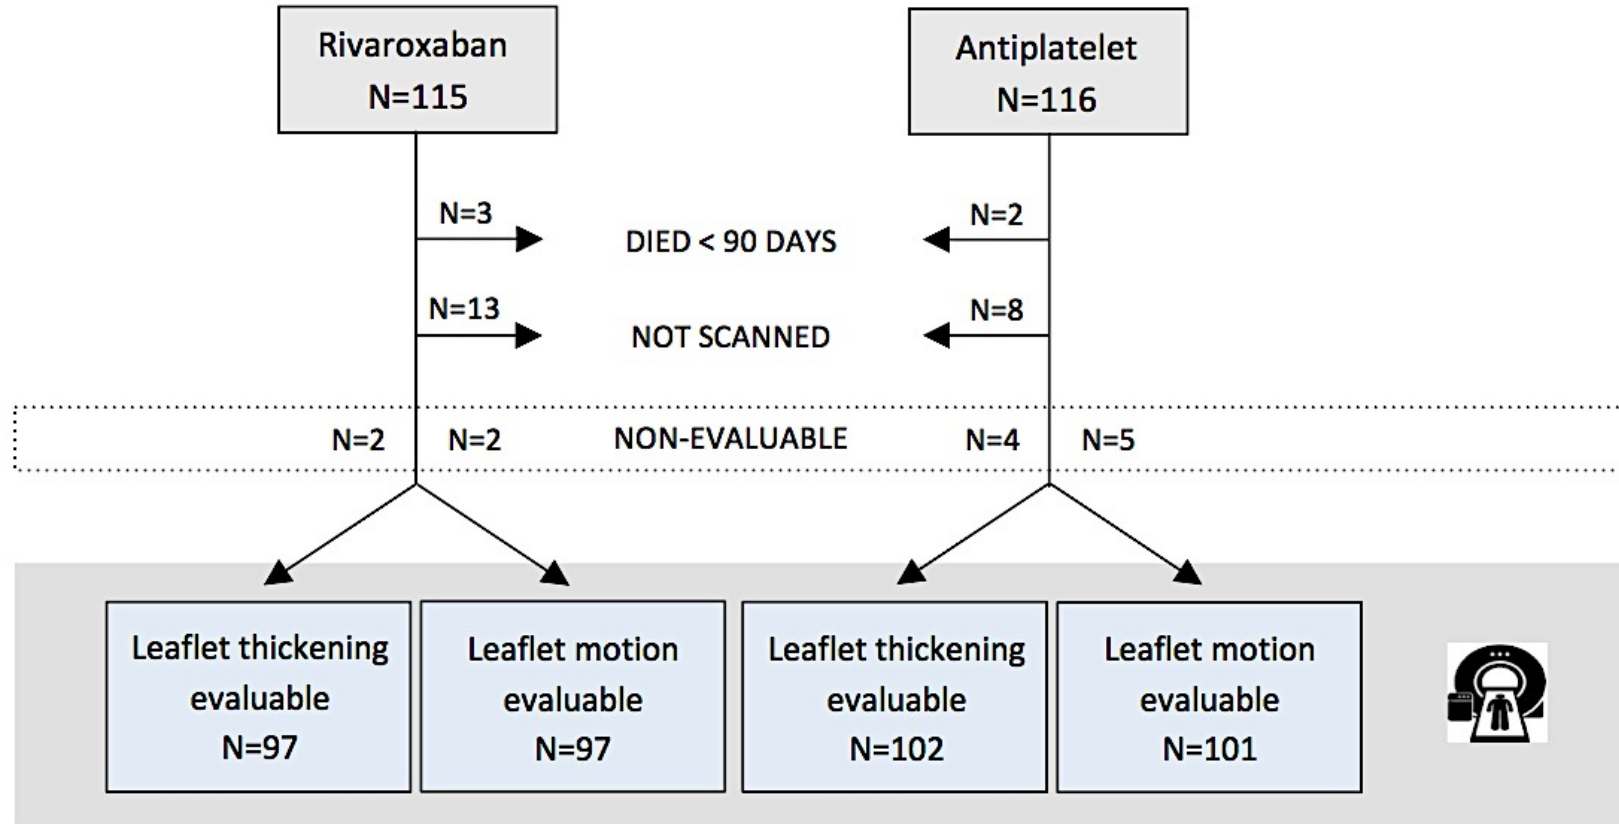 Rivaroxaban
N=115
Antiplatelet
N=116
N=3
DIED < 90 DAYS
N=2
N=13
NOT SCANNED
N=8
N=2
N=2
NON-EVALUABLE
N=4
N=5
Leaflet thickening
evaluable
N=97
Leaflet motion
evaluable
N=97
Leaflet thickening
evaluable
N=102
Leaflet motion
evaluable
N=101